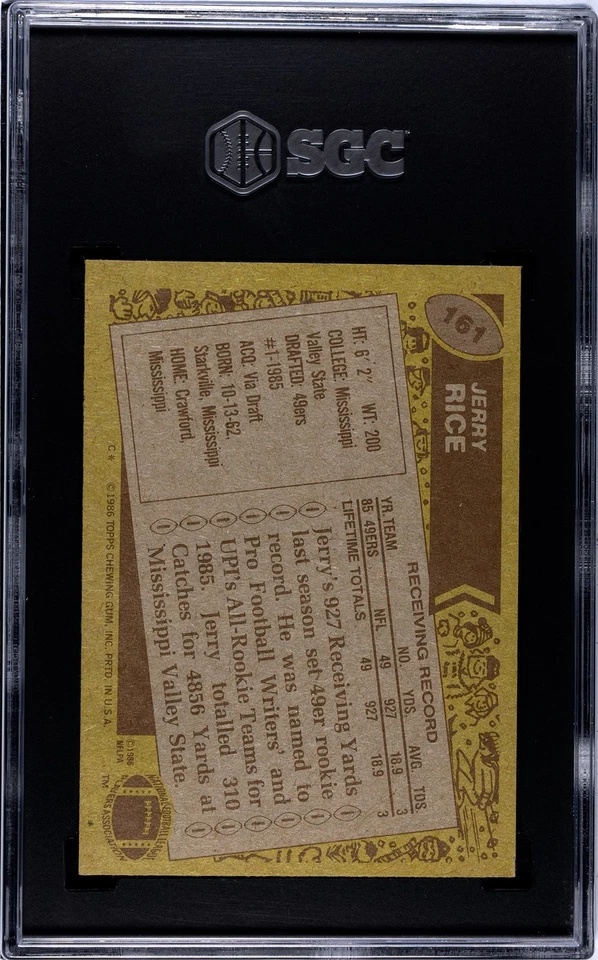 SGC
161
JERRY
RICE
HT: 6' 2" WT: 200
COLLEGE: Mississippi
Valley State
DRAFTED: 49ers
#1-1985
ACQ: Via Draft
BORN: 10-13-62,
Starkville, Mississippi
HOME: Crawford,
Mississippi
RECEIVING RECORD
YR. TEAM NO. YDS. AVG. TDS.
85 49ERS NFL 49 927 18.9 3
LIFETIME TOTALS 49 927 18.9 3
Jerry's 927 Receiving Yards
last season set 49er rookie
record. He was named to
Pro Football Writers' and
UPI's All-Rookie Teams for
1985. Jerry totalled 310
Catches for 4856 Yards at
Mississippi Valley State.
C* © 1986 TOPPS CHEWING GUM, INC. PRTD. IN U.S.A.
©1986
NFLPA
TM
*